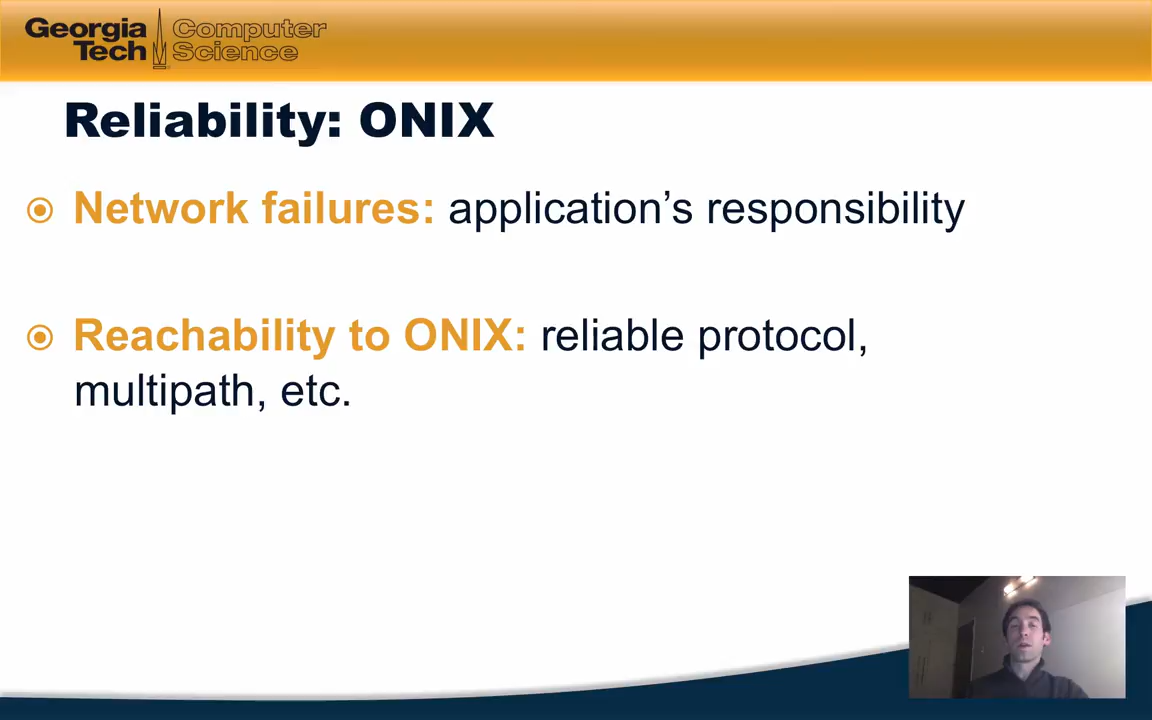 Georgia Tech
Computer Science
Reliability: ONIX
Network failures: application’s responsibility
Reachability to ONIX: reliable protocol,
multipath, etc.